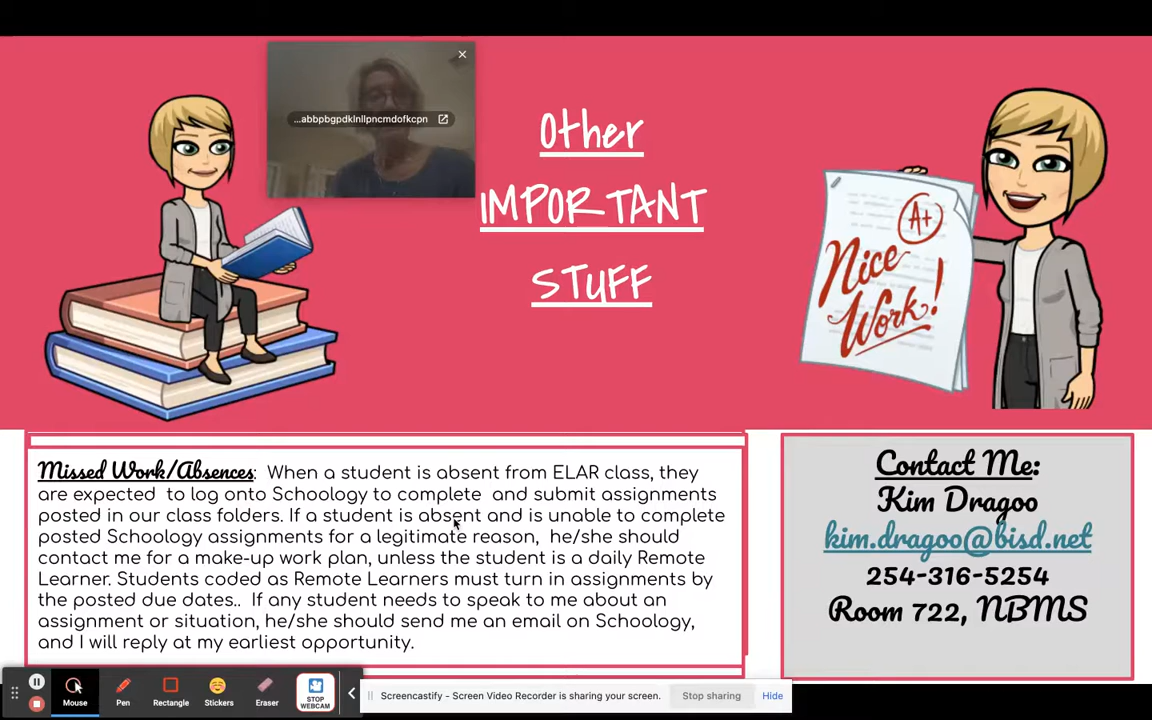 ...abbpbgpdklnllpncmdofkcpn
Other
IMPORTANT
STUFF
A+
Nice
Work!
Missed Work/Absences: When a student is absent from ELAR class, they
are expected to log onto Schoology to complete and submit assignments
posted in our class folders. If a student is absent and is unable to complete
posted Schoology assignments for a legitimate reason, he/she should
contact me for a make-up work plan, unless the student is a daily Remote
Learner. Students coded as Remote Learners must turn in assignments by
the posted due dates.. If any student needs to speak to me about an
assignment or situation, he/she should send me an email on Schoology,
and I will reply at my earliest opportunity.
Contact Me:
Kim Dragoo
kim.dragoo@bisd.net
254-316-5254
Room 722, NBMS
Mouse
Pen
Rectangle
Stickers
Eraser
STOP
WEBCAM
Screencastify - Screen Video Recorder is sharing your screen.
Stop sharing
Hide